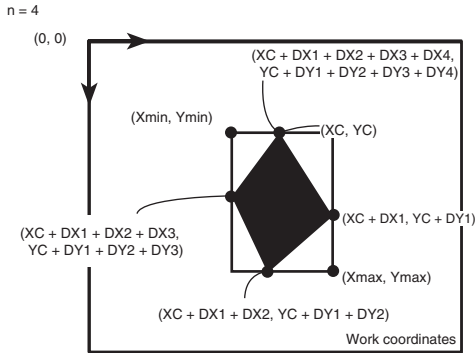 n = 4
(0, 0)
(XC + DX1 + DX2 + DX3 + DX4,
YC + DY1 + DY2 + DY3 + DY4)
(Xmin, Ymin)
(XC, YC)
(XC + DX1, YC + DY1)
(XC + DX1 + DX2 + DX3,
YC + DY1 + DY2 + DY3)
(Xmax, Ymax)
(XC + DX1 + DX2, YC + DY1 + DY2)
Work coordinates